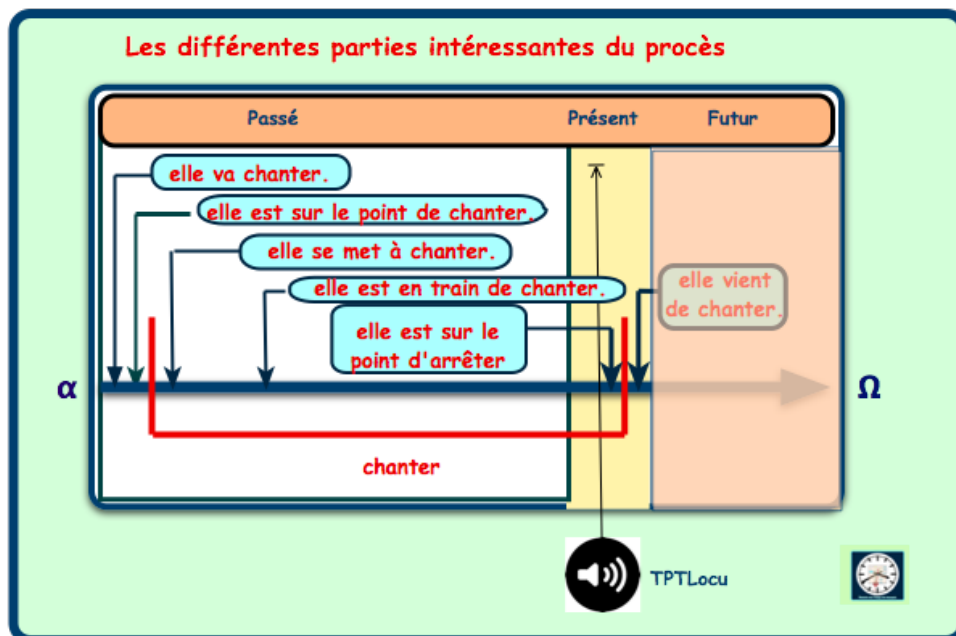 Les différentes parties intéressantes du procès
Passé Présent Futur
elle va chanter.
elle est sur le point de chanter.
elle se met à chanter.
elle est en train de chanter.
elle vient
de chanter.
elle est sur le
point d'arrêter
α Ω
chanter
TPTLocu